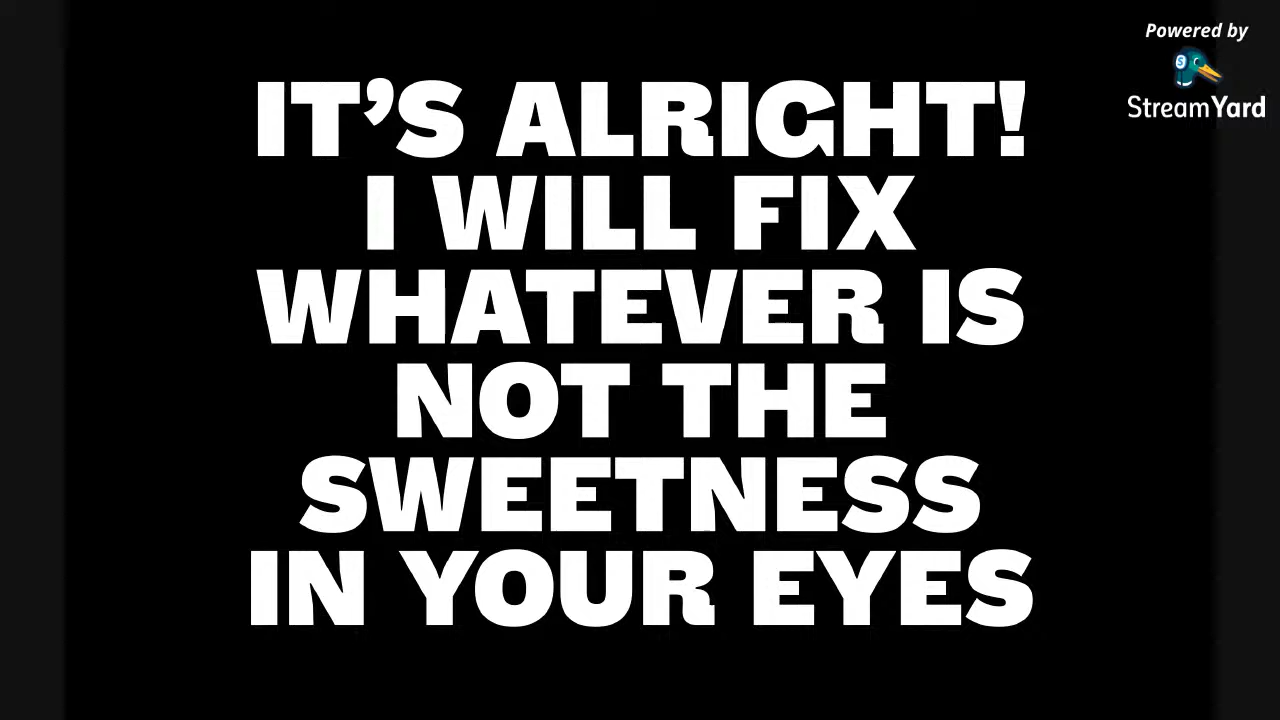 Powered by
StreamYard
IT’S ALRIGHT!
I WILL FIX
WHATEVER IS
NOT THE
SWEETNESS
IN YOUR EYES